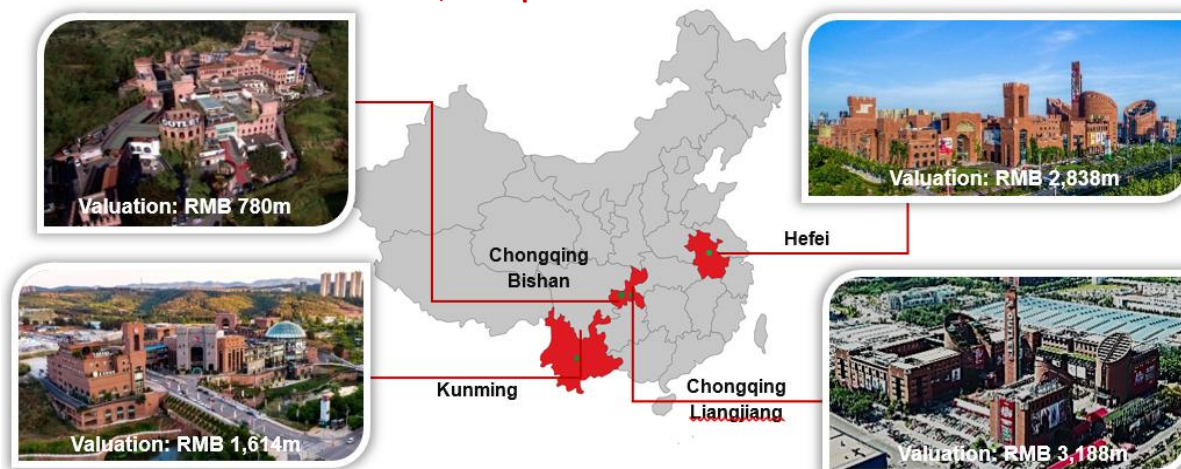 OUTLET
Valuation: RMB 780m
Valuation: RMB 2,838m
Hefei
Chongqing
Bishan
Kunming
Chongqing
Liangjiang
Valuation: RMB 1,614m
Valuation: RMB 3,188m